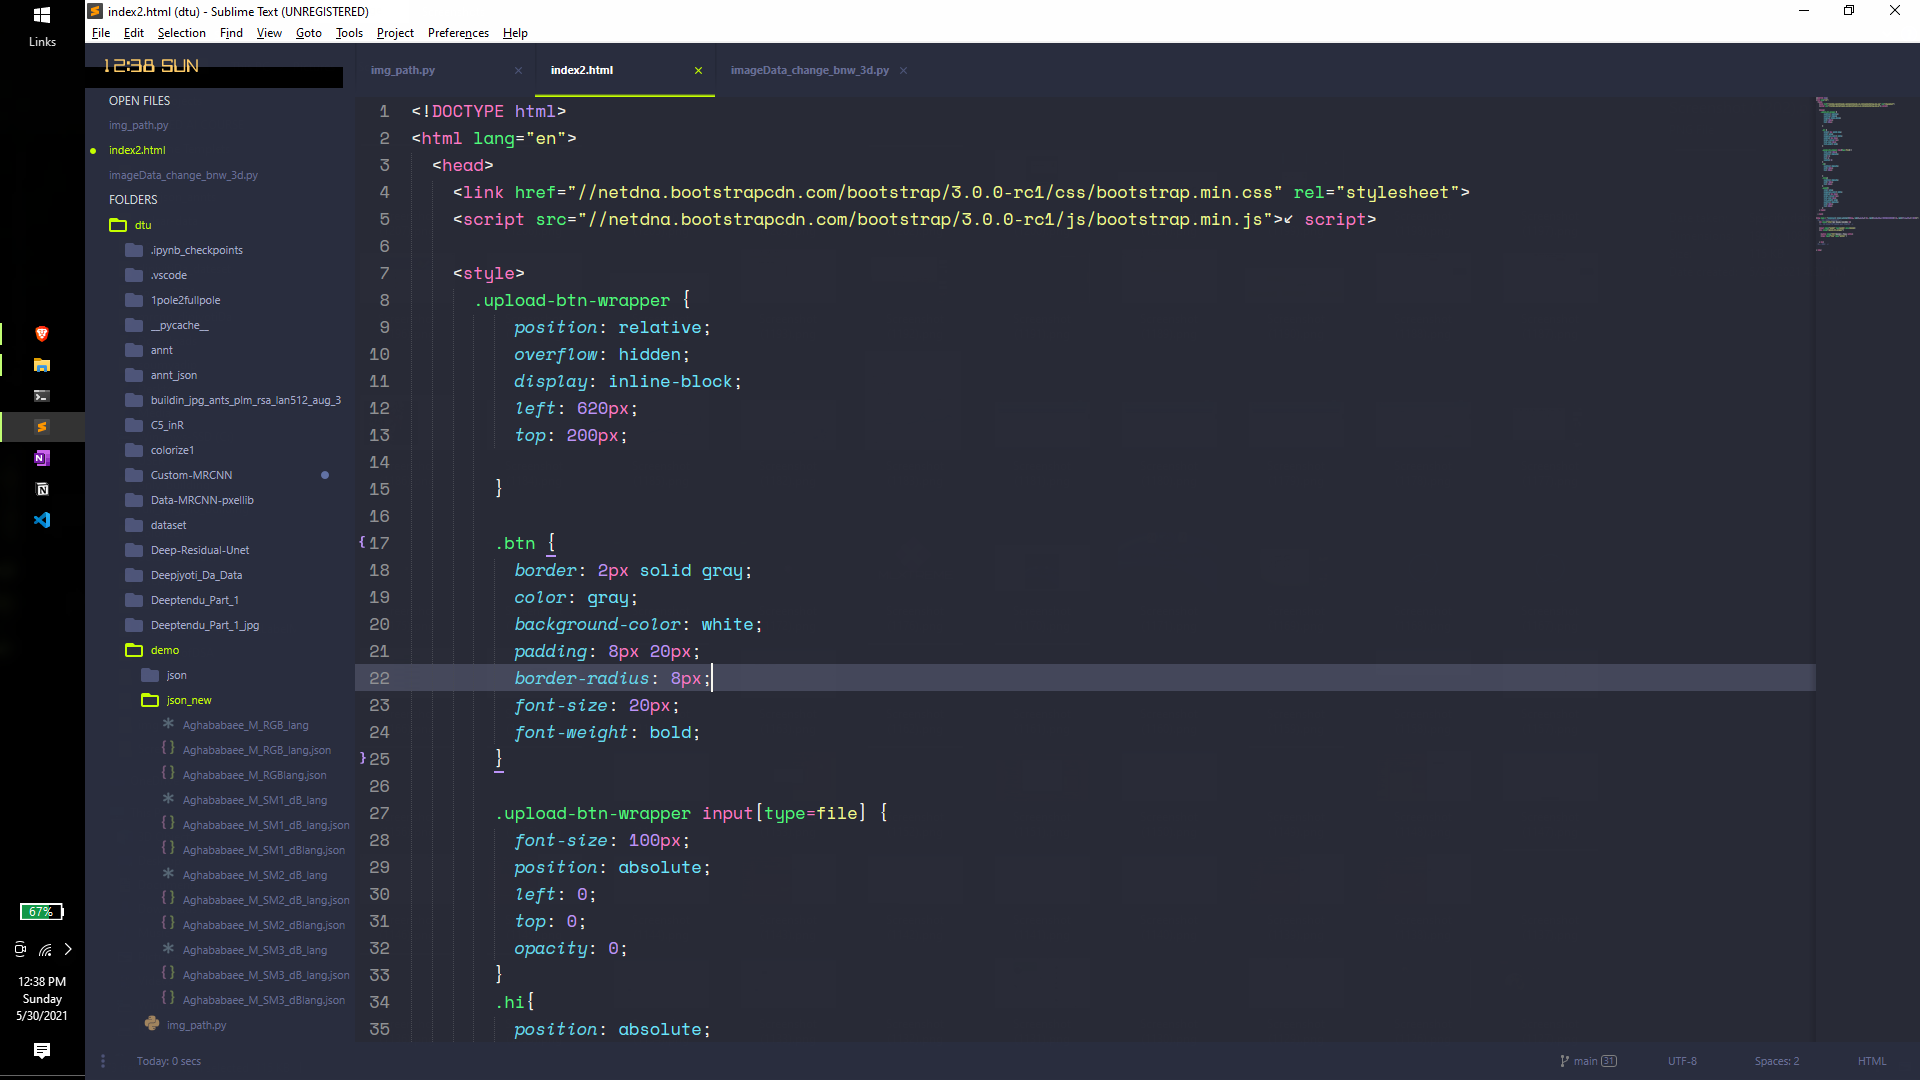 Links
67%
12:38 PM
Sunday
5/30/2021
index2.html (dtu) - Sublime Text (UNREGISTERED)
File Edit Selection Find View Goto Tools Project Preferences Help
12:38 SUN
OPEN FILES
img_path.py
index2.html
imageData_change_bnw_3d.py
FOLDERS
dtu
.ipynb_checkpoints
.vscode
1pole2fullpole
__pycache__
annt
annt_json
buildin_jpg_ants_plm_rsa_lan512_aug_3
C5_inR
colorize1
Custom-MRCNN
Data-MRCNN-pxellib
dataset
Deep-Residual-Unet
Deepjyoti_Da_Data
Deeptendu_Part_1
Deeptendu_Part_1_jpg
demo
json
json_new
Aghababaee_M_RGB_lang
Aghababaee_M_RGB_lang.json
Aghababaee_M_RGBlang.json
Aghababaee_M_SM1_dB_lang
Aghababaee_M_SM1_dB_lang.json
Aghababaee_M_SM1_dBlang.json
Aghababaee_M_SM2_dB_lang
Aghababaee_M_SM2_dB_lang.json
Aghababaee_M_SM2_dBlang.json
Aghababaee_M_SM3_dB_lang
Aghababaee_M_SM3_dB_lang.json
Aghababaee_M_SM3_dBlang.json
img_path.py
img_path.py index2.html imageData_change_bnw_3d.py
1 <!DOCTYPE html>
2 <html lang="en">
3 <head>
4 <link href="//netdna.bootstrapcdn.com/bootstrap/3.0.0-rc1/css/bootstrap.min.css" rel="stylesheet">
5 <script src="//netdna.bootstrapcdn.com/bootstrap/3.0.0-rc1/js/bootstrap.min.js">↙ script>
6
7 <style>
8 .upload-btn-wrapper {
9 position: relative;
10 overflow: hidden;
11 display: inline-block;
12 left: 620px;
13 top: 200px;
14
15 }
16
17 .btn {
18 border: 2px solid gray;
19 color: gray;
20 background-color: white;
21 padding: 8px 20px;
22 border-radius: 8px;
23 font-size: 20px;
24 font-weight: bold;
25 }
26
27 .upload-btn-wrapper input[type=file] {
28 font-size: 100px;
29 position: absolute;
30 left: 0;
31 top: 0;
32 opacity: 0;
33 }
34 .hi{
35 position: absolute;
Today: 0 secs main 31 UTF-8 Spaces: 2 HTML